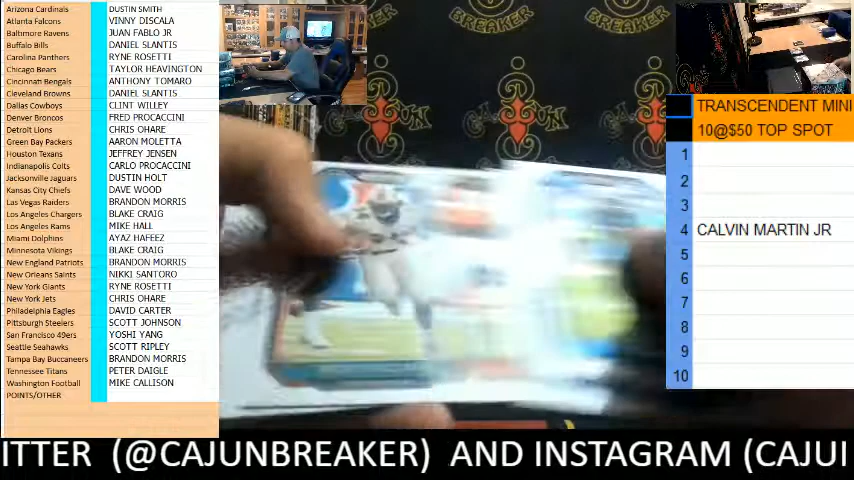 Arizona Cardinals DUSTIN SMITH
Atlanta Falcons VINNY DISCALA
Baltimore Ravens JUAN FABLO JR
Buffalo Bills DANIEL SLANTIS
Carolina Panthers RYNE ROSETTI
Chicago Bears TAYLOR HEAVINGTON
Cincinnati Bengals ANTHONY TOMARO
Cleveland Browns DANIEL SLANTIS
Dallas Cowboys CLINT WILLEY
Denver Broncos FRED PROCACCINI
Detroit Lions CHRIS OHARE
Green Bay Packers AARON MOLETTA
Houston Texans JEFFREY JENSEN
Indianapolis Colts CARLO PROCACCINI
Jacksonville Jaguars DUSTIN HOLT
Kansas City Chiefs DAVE WOOD
Las Vegas Raiders BRANDON MORRIS
Los Angeles Chargers BLAKE CRAIG
Los Angeles Rams MIKE HALL
Miami Dolphins AYAZ HAFEEZ
Minnesota Vikings BLAKE CRAIG
New England Patriots BRANDON MORRIS
New Orleans Saints NIKKI SANTORO
New York Giants RYNE ROSETTI
New York Jets CHRIS OHARE
Philadelphia Eagles DAVID CARTER
Pittsburgh Steelers SCOTT JOHNSON
San Francisco 49ers YOSHI YANG
Seattle Seahawks SCOTT RIPLEY
Tampa Bay Buccaneers BRANDON MORRIS
Tennessee Titans PETER DAIGLE
Washington Football MIKE CALLISON
POINTS/OTHER
BREAKER
BREAKER
CAJUN
CAJUN
TRANSCENDENT MINI
10@$50 TOP SPOT
1
2
3
4 CALVIN MARTIN JR
5
6
7
8
9
10
ITTER (@CAJUNBREAKER) AND INSTAGRAM (CAJUI